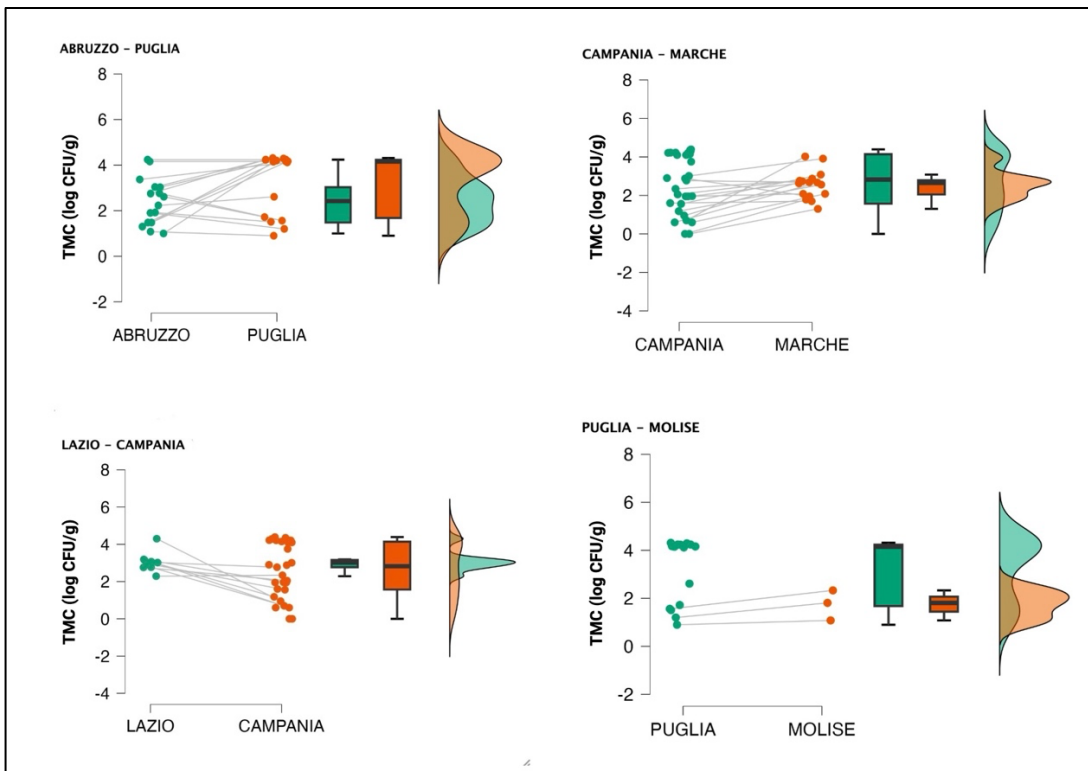 ABRUZZO – PUGLIA
8
6
4
2
0
-2
TMC (log CFU/g)
ABRUZZO PUGLIA
CAMPANIA – MARCHE
8
6
4
2
0
-2
-4
TMC (log CFU/g)
CAMPANIA MARCHE
LAZIO – CAMPANIA
8
6
4
2
0
-2
-4
TMC (log CFU/g)
LAZIO CAMPANIA
PUGLIA – MOLISE
8
6
4
2
0
-2
TMC (log CFU/g)
PUGLIA MOLISE